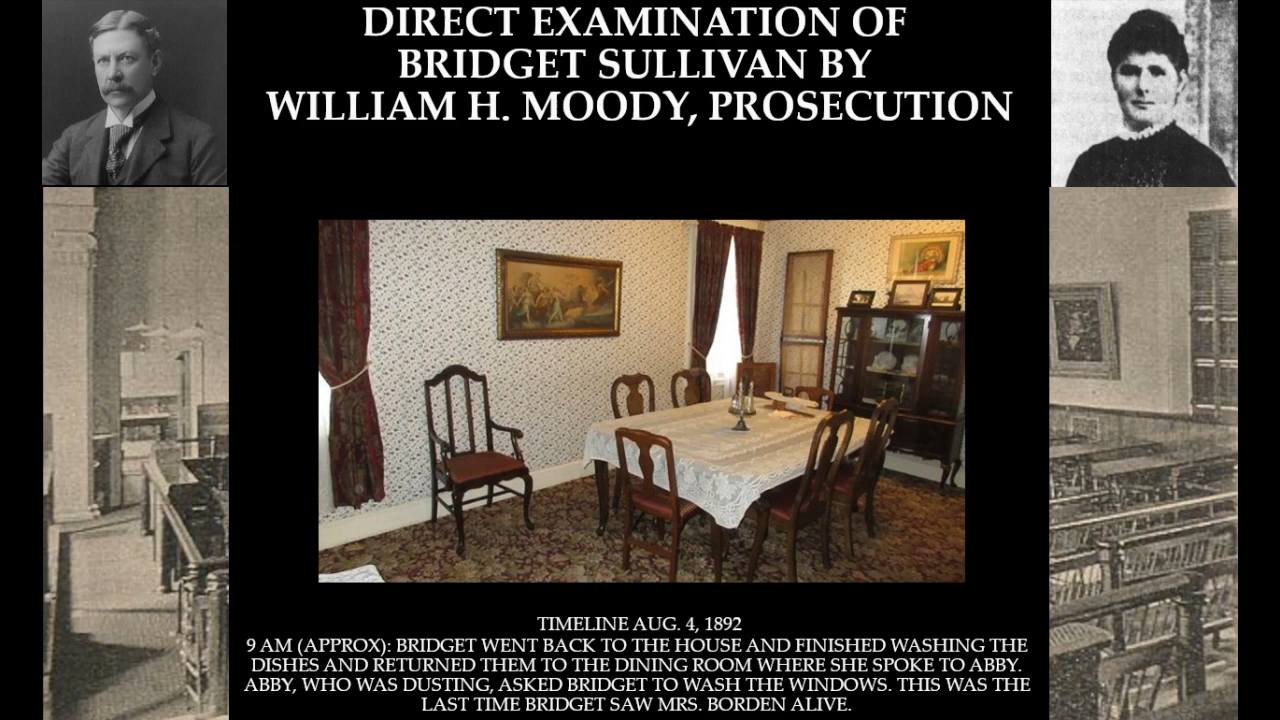 DIRECT EXAMINATION OF
BRIDGET SULLIVAN BY
WILLIAM H. MOODY, PROSECUTION
TIMELINE AUG. 4, 1892
9 AM (APPROX): BRIDGET WENT BACK TO THE HOUSE AND FINISHED WASHING THE
DISHES AND RETURNED THEM TO THE DINING ROOM WHERE SHE SPOKE TO ABBY.
ABBY, WHO WAS DUSTING, ASKED BRIDGET TO WASH THE WINDOWS. THIS WAS THE
LAST TIME BRIDGET SAW MRS. BORDEN ALIVE.